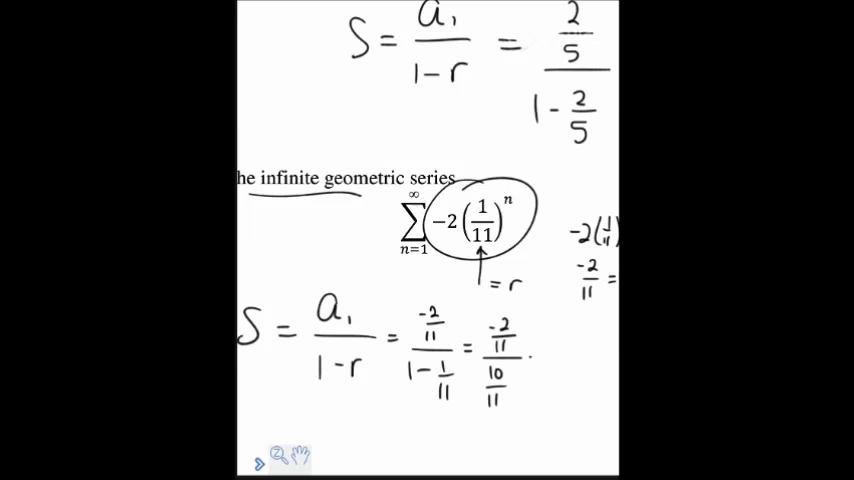 S = a₁ / (1 − r) = (2/5) / (1 − 2/5)
he infinite geometric series
∑_{n=1}^{∞} −2(1/11)ⁿ
−2(1/11)
= r
−2/11 =
S = a₁ / (1 − r) = (−2/11) / (1 − 1/11) = (−2/11) / (10/11) ·